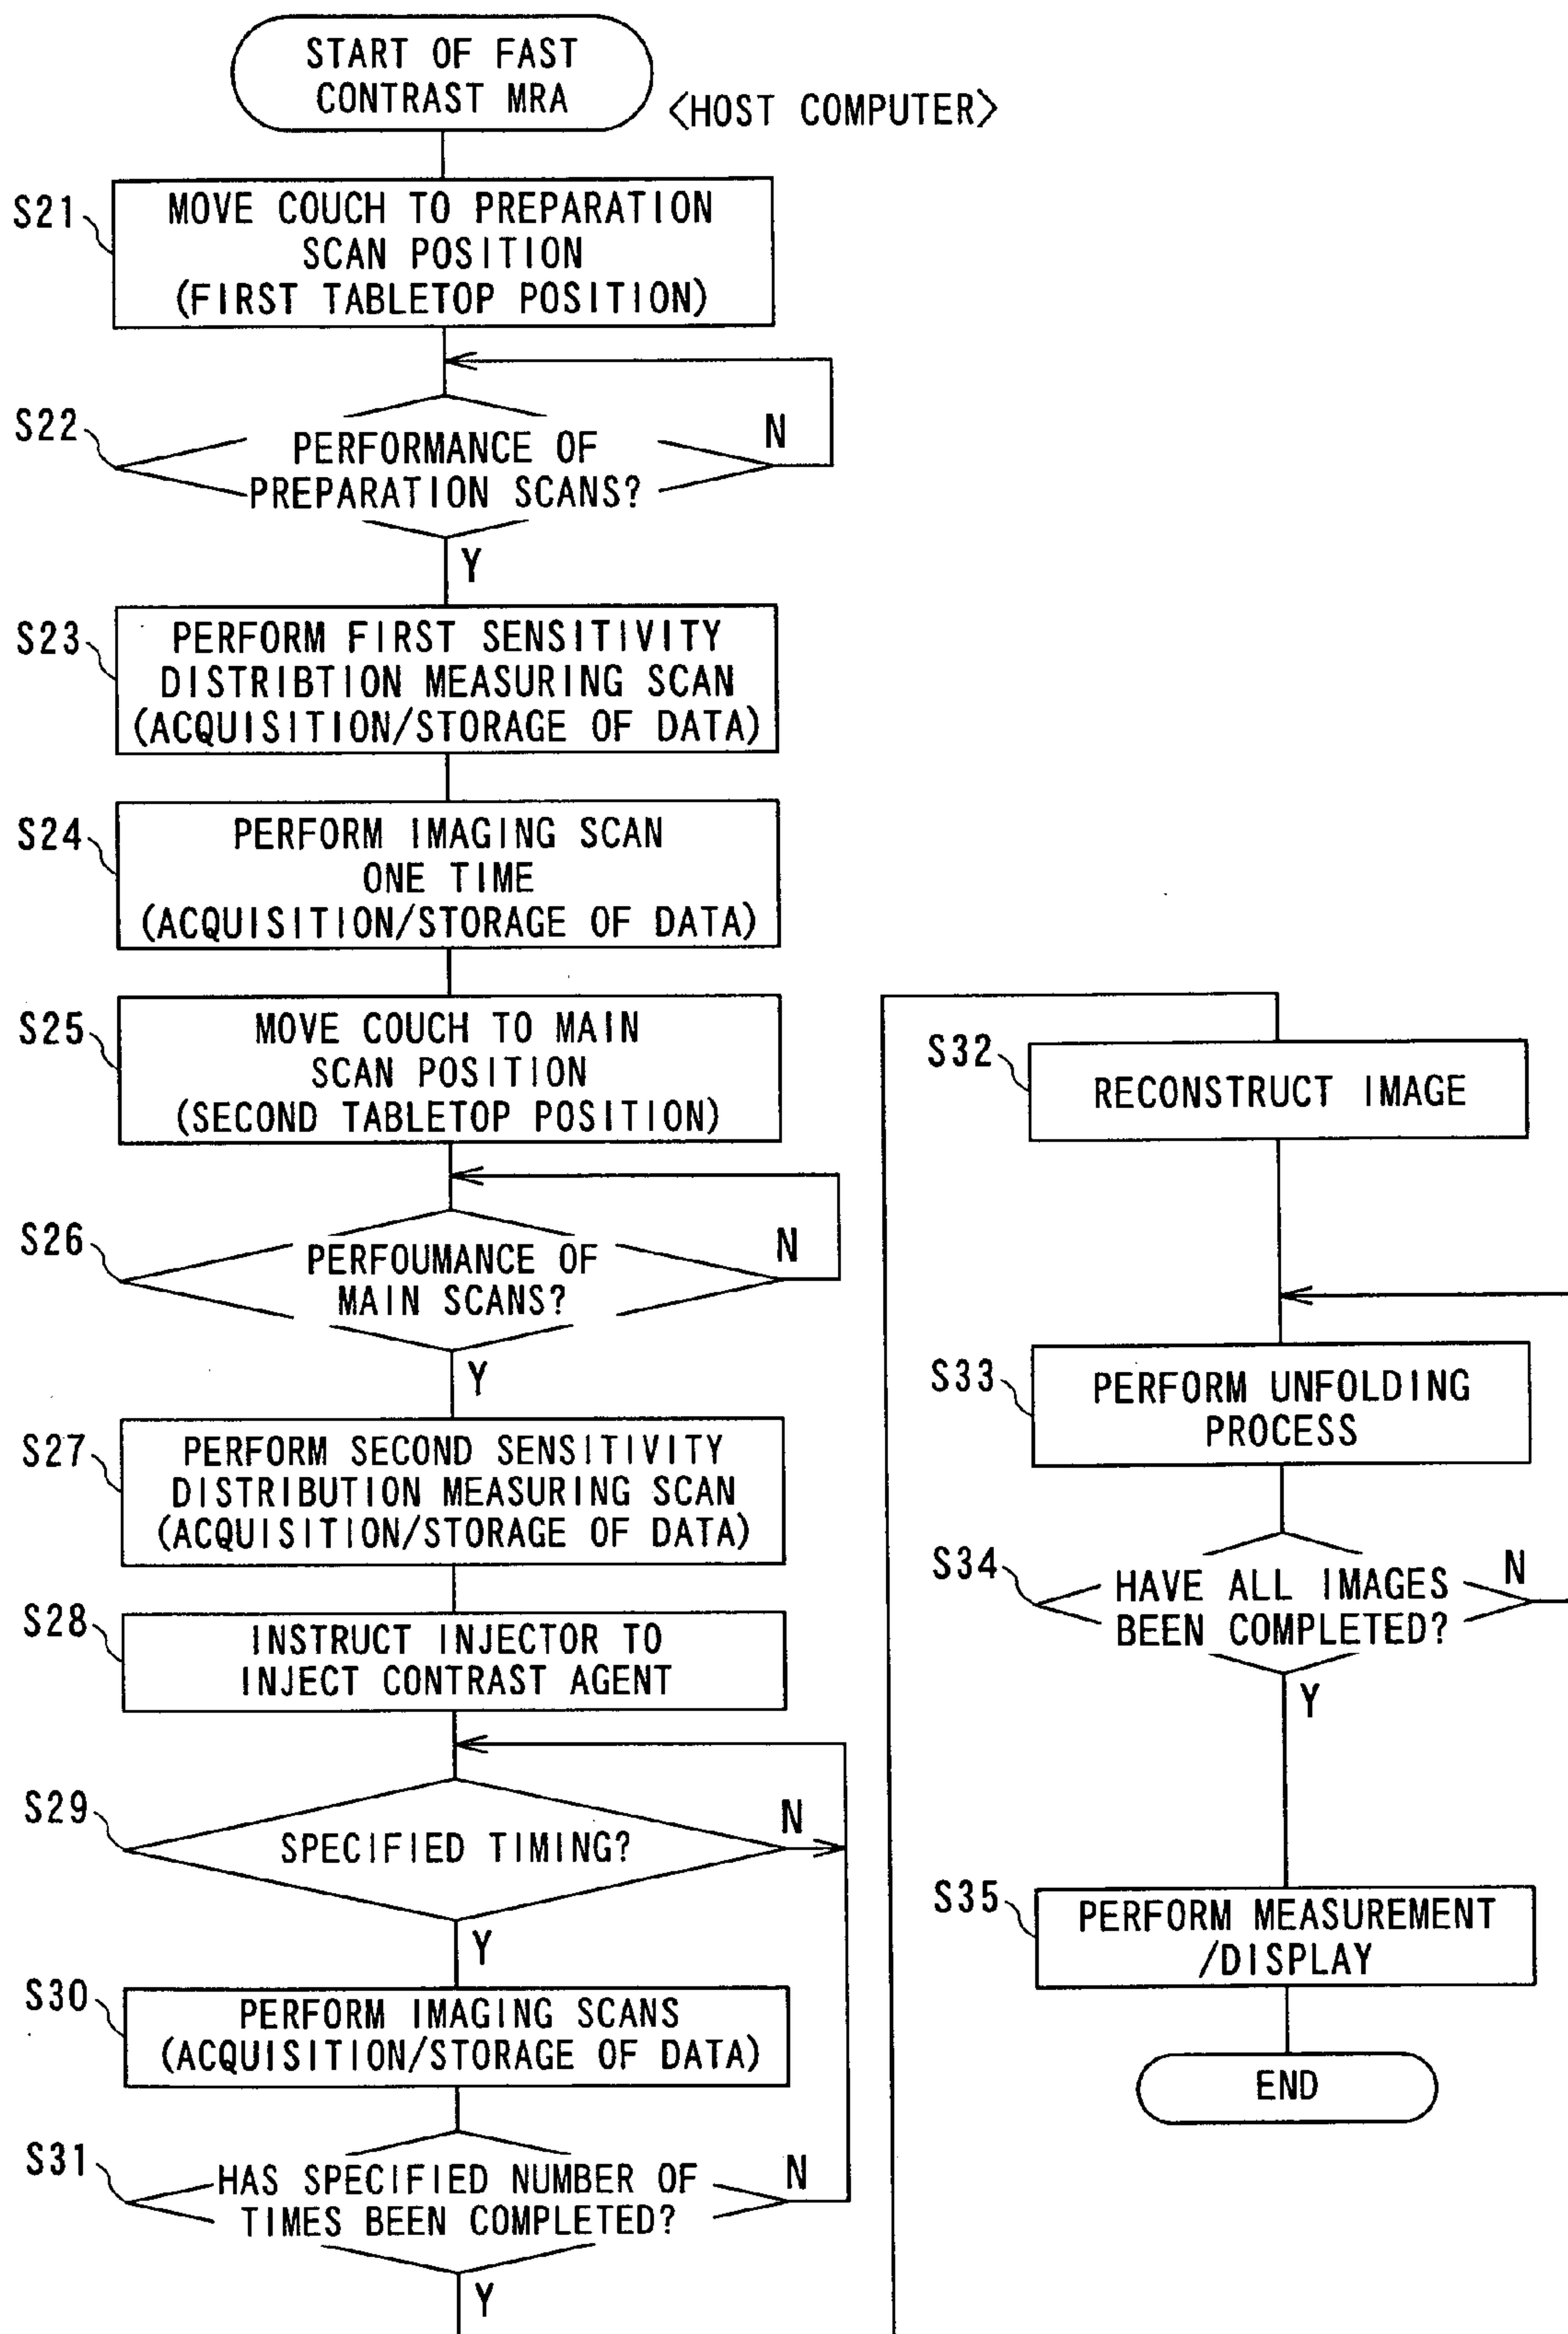 START OF FAST
CONTRAST MRA
<HOST COMPUTER>
S21
MOVE COUCH TO PREPARATION
SCAN POSITION
(FIRST TABLETOP POSITION)
S22
PERFORMANCE OF
PREPARATION SCANS?
N
Y
S23
PERFORM FIRST SENSITIVITY
DISTRIBTION MEASURING SCAN
(ACQUISITION/STORAGE OF DATA)
S24
PERFORM IMAGING SCAN
ONE TIME
(ACQUISITION/STORAGE OF DATA)
S25
MOVE COUCH TO MAIN
SCAN POSITION
(SECOND TABLETOP POSITION)
S26
PERFOUMANCE OF
MAIN SCANS?
N
Y
S27
PERFORM SECOND SENSITIVITY
DISTRIBUTION MEASURING SCAN
(ACQUISITION/STORAGE OF DATA)
S28
INSTRUCT INJECTOR TO
INJECT CONTRAST AGENT
S29
SPECIFIED TIMING?
N
Y
S30
PERFORM IMAGING SCANS
(ACQUISITION/STORAGE OF DATA)
S31
HAS SPECIFIED NUMBER OF
TIMES BEEN COMPLETED?
N
Y
S32
RECONSTRUCT IMAGE
S33
PERFORM UNFOLDING
PROCESS
S34
HAVE ALL IMAGES
BEEN COMPLETED?
N
Y
S35
PERFORM MEASUREMENT
/DISPLAY
END